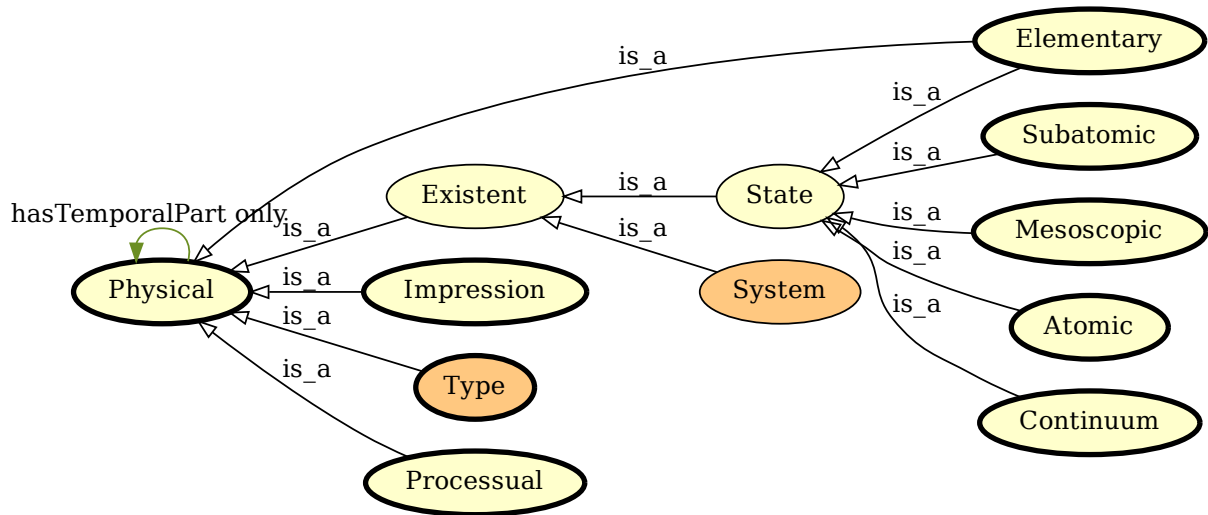 Elementary
is_a
is_a
Subatomic
is_a
Existent
is_a
State
hasTemporalPart only
is_a
is_a
is_a
Mesoscopic
Physical
is_a
Impression
System
is_a
is_a
Atomic
is_a
Type
is_a
Continuum
Processual